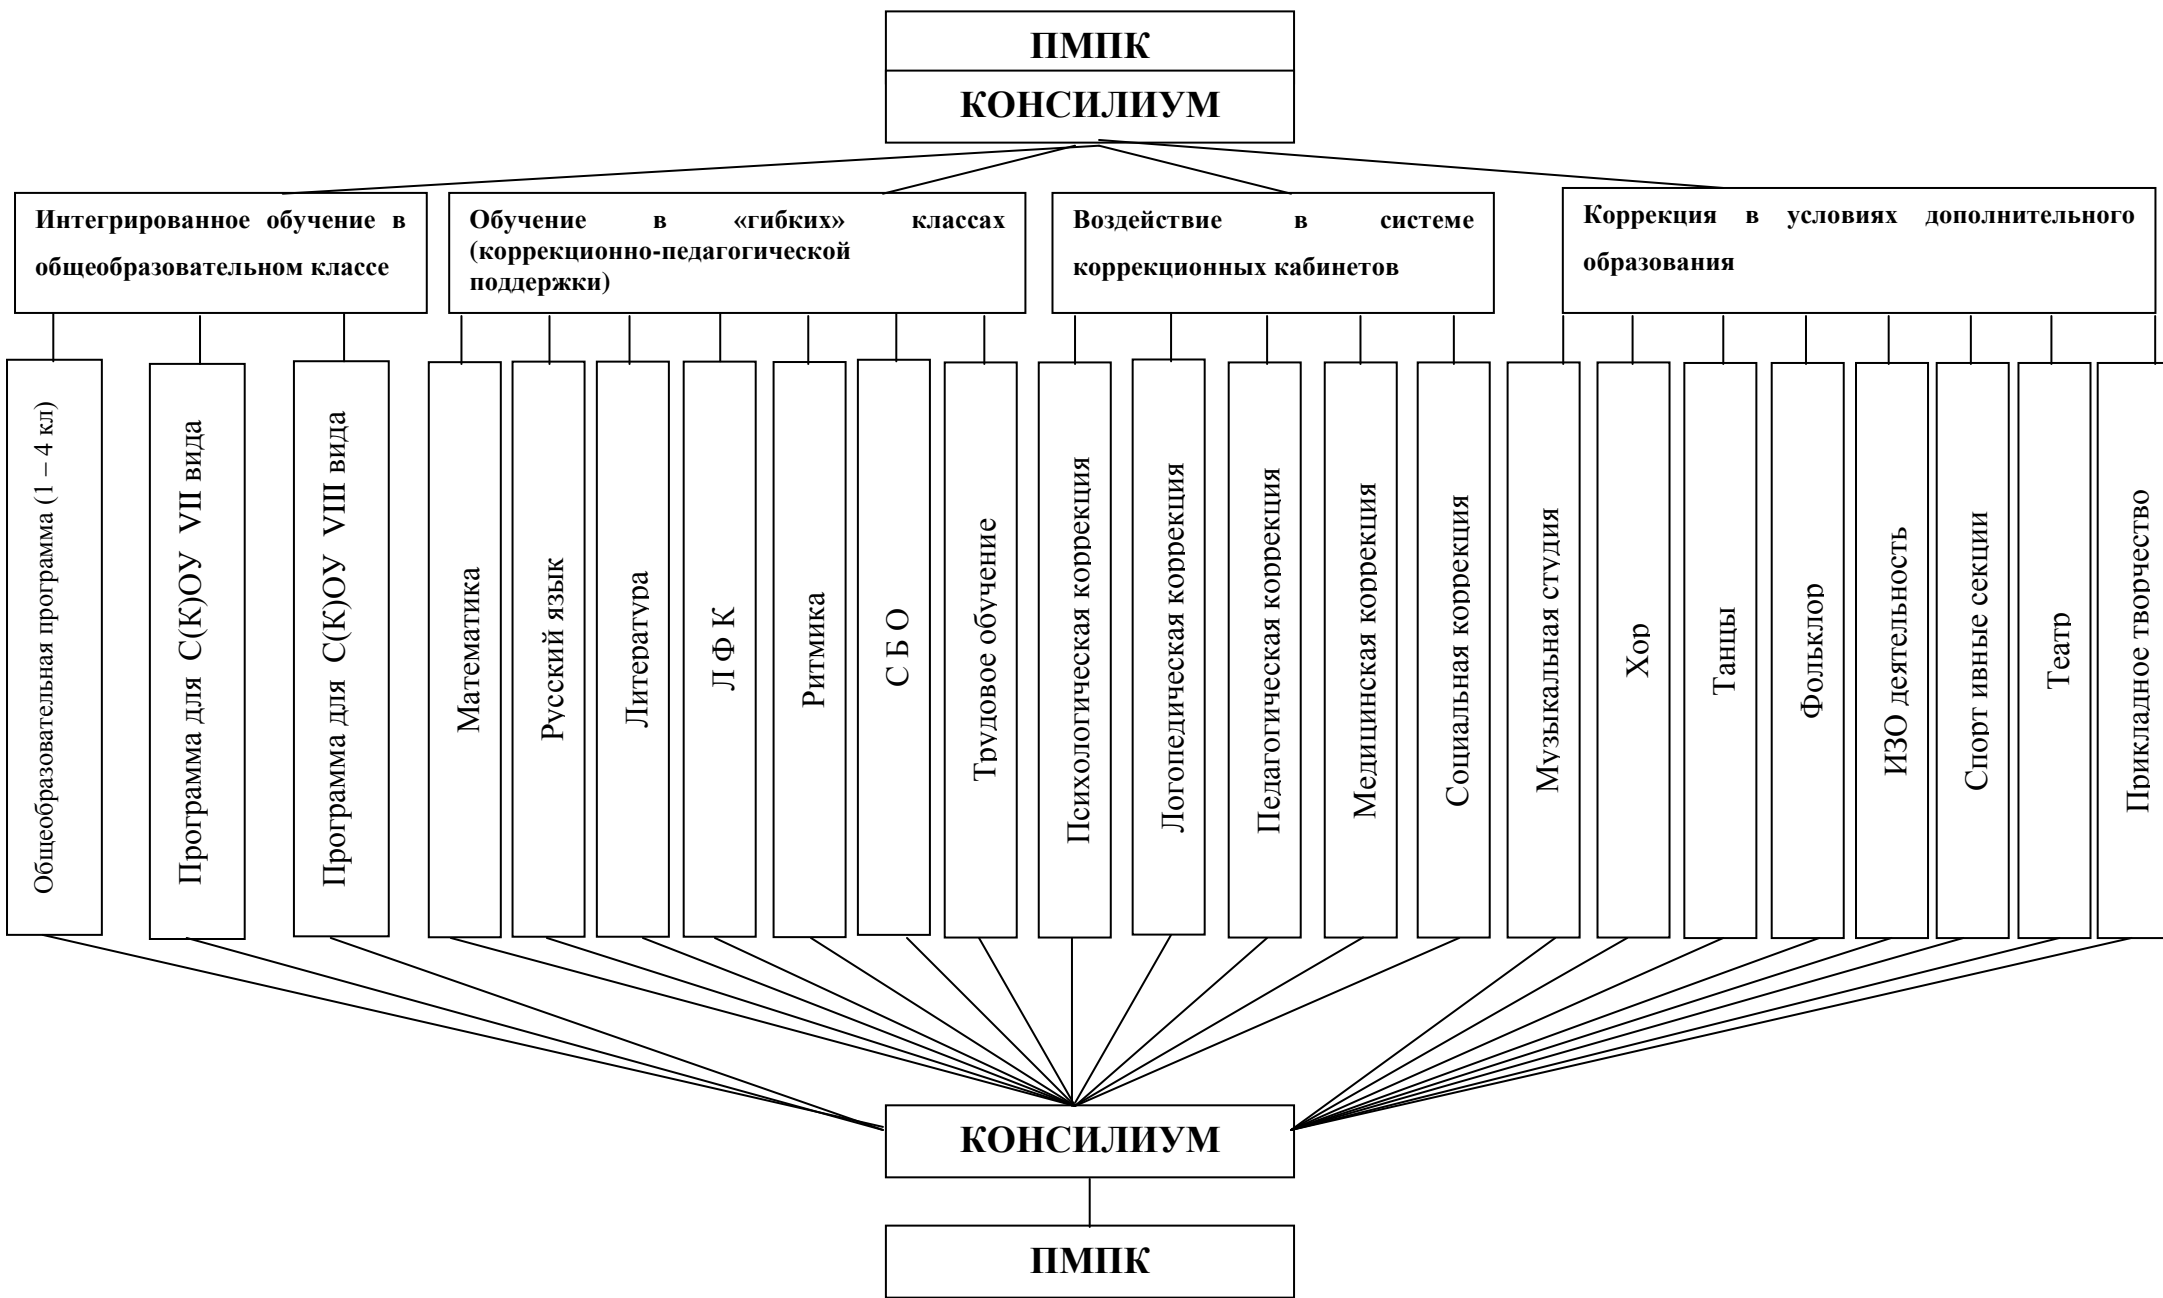 ПМПК
КОНСИЛИУМ
Интегрированное обучение в
общеобразовательном классе
Обучение в «гибких» классах
(коррекционно-педагогической
поддержки)
Воздействие в системе
коррекционных кабинетов
Коррекция в условиях дополнительного
образования
Общеобразовательная программа (1 – 4 кл)
Программа для С(К)ОУ VII вида
Программа для С(К)ОУ VIII вида
Математика
Русский язык
Литература
Л Ф К
Ритмика
С Б О
Трудовое обучение
Психологическая коррекция
Логопедическая коррекция
Педагогическая коррекция
Медицинская коррекция
Социальная коррекция
Музыкальная студия
Хор
Танцы
Фольклор
ИЗО деятельность
Спорт ивные секции
Театр
Прикладное творчество
КОНСИЛИУМ
ПМПК